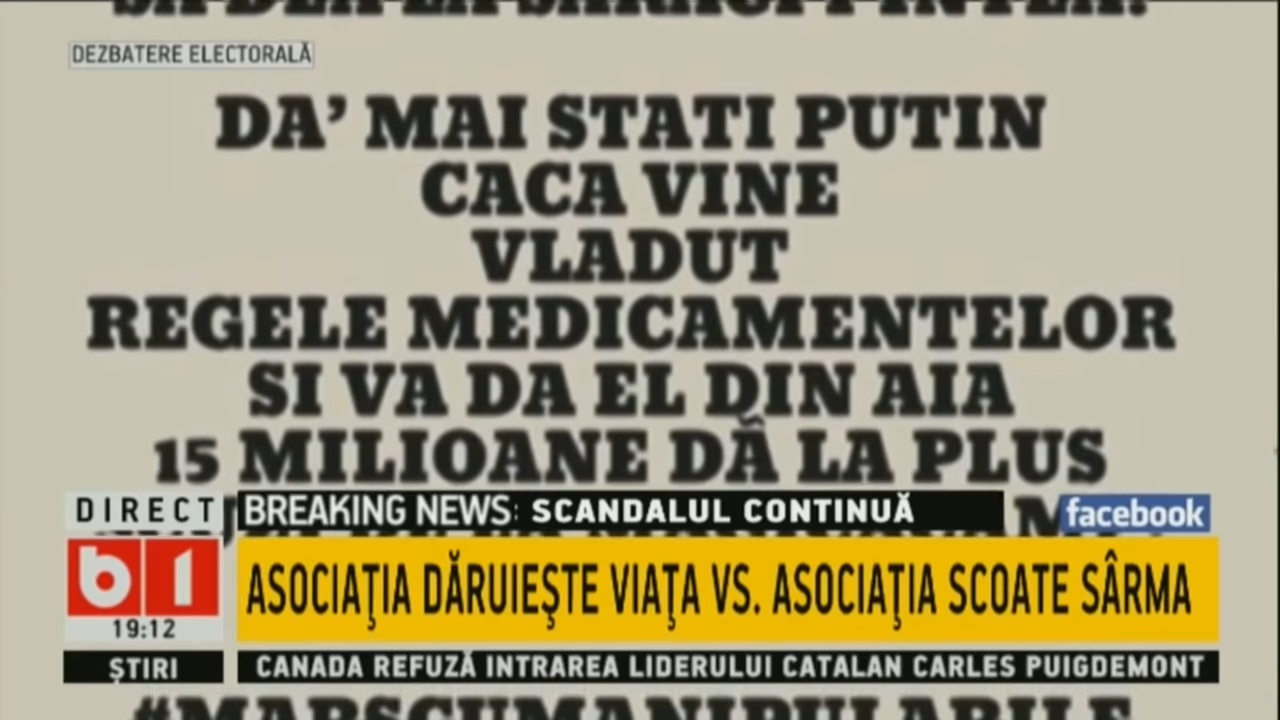 DEZBATERE ELECTORALĂ
DA' MAI STATI PUTIN
CACA VINE
VLADUT
REGELE MEDICAMENTELOR
SI VA DA EL DIN AIA
15 MILIOANE DĂ LA PLUS
DIRECT
BREAKING NEWS: SCANDALUL CONTINUĂ
facebook
b1
ASOCIAŢIA DĂRUIEŞTE VIAŢA VS. ASOCIAŢIA SCOATE SÂRMA
19:12
ŞTIRI
CANADA REFUZĂ INTRAREA LIDERULUI CATALAN CARLES PUIGDEMONT